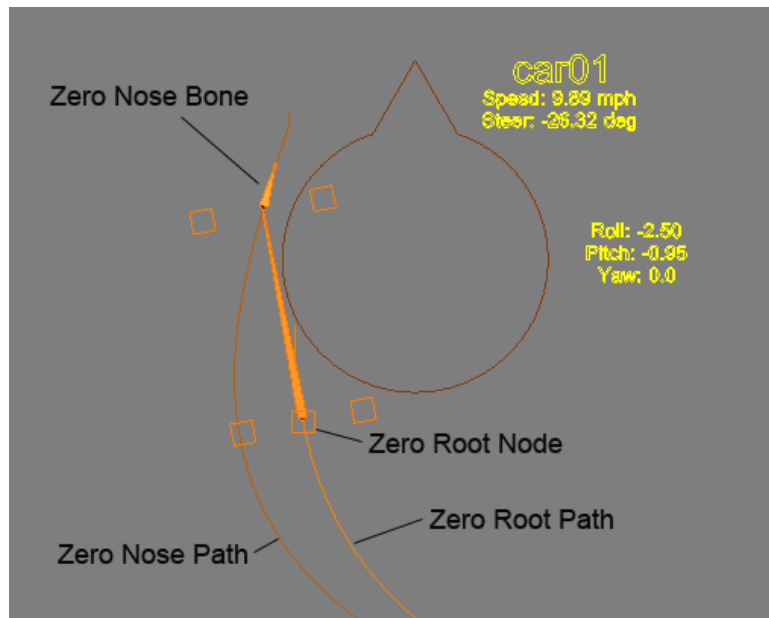 car01
Speed: 9.89 mph
Steer: -26.32 deg
Zero Nose Bone
Roll: -2.50
Pitch: -0.95
Yaw: 0.0
Zero Root Node
Zero Root Path
Zero Nose Path